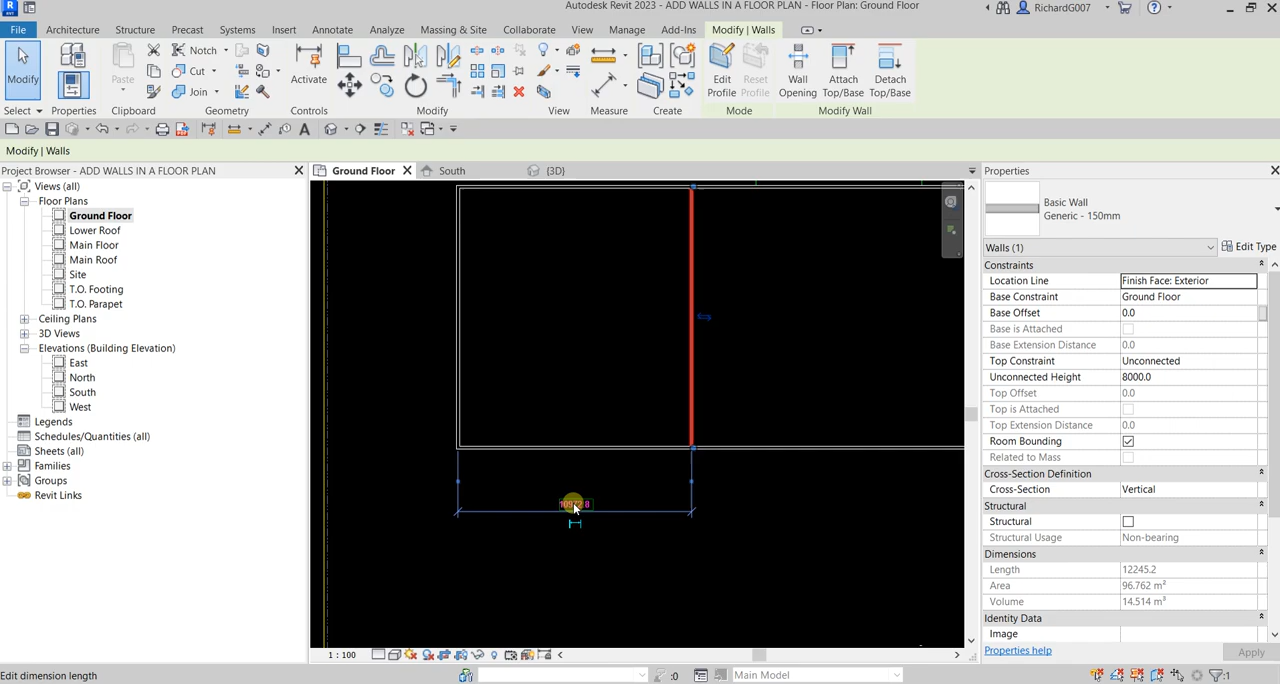 Autodesk Revit 2023 - ADD WALLS IN A FLOOR PLAN - Floor Plan: Ground Floor
RichardG007
File Architecture Structure Precast Systems Insert Annotate Analyze Massing & Site Collaborate View Manage Add-Ins Modify | Walls
Modify Paste Notch Cut Join Activate Edit Profile Reset Profile Wall Opening Attach Top/Base Detach Top/Base
Select Properties Clipboard Geometry Controls Modify View Measure Create Mode Modify Wall
Modify | Walls
Project Browser - ADD WALLS IN A FLOOR PLAN
Views (all)
Floor Plans
Ground Floor
Lower Roof
Main Floor
Main Roof
Site
T.O. Footing
T.O. Parapet
Ceiling Plans
3D Views
Elevations (Building Elevation)
East
North
South
West
Legends
Schedules/Quantities (all)
Sheets (all)
Families
Groups
Revit Links
Ground Floor South {3D}
Properties
Basic Wall
Generic - 150mm
Walls (1) Edit Type
Constraints
Location Line Finish Face: Exterior
Base Constraint Ground Floor
Base Offset 0.0
Base is Attached
Base Extension Distance 0.0
Top Constraint Unconnected
Unconnected Height 8000.0
Top Offset 0.0
Top is Attached
Top Extension Distance 0.0
Room Bounding
Related to Mass
Cross-Section Definition
Cross-Section Vertical
Structural
Structural
Structural Usage Non-bearing
Dimensions
Length 12245.2
Area 96.762 m²
Volume 14.514 m³
Identity Data
Image
Properties help Apply
1 : 100
Edit dimension length
:0
Main Model
:1